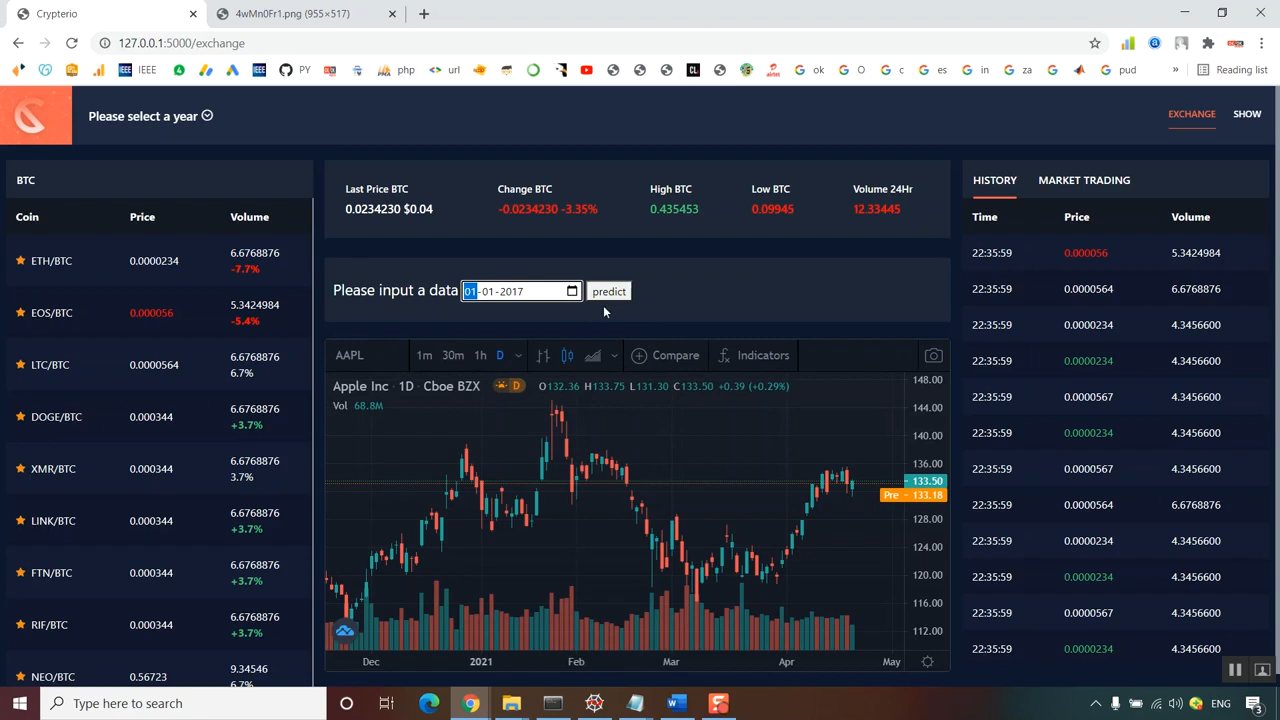 Crypterio
4wMn0Fr1.png (955×517)
127.0.0.1:5000/exchange
IEEE
PY
php
url
ok
O
c
es
in
za
pud
»
Reading list
Please select a year
EXCHANGE
SHOW
BTC
Coin Price Volume
ETH/BTC 0.0000234 6.6768876
-7.7%
EOS/BTC 0.000056 5.3424984
-5.4%
LTC/BTC 0.0000564 6.6768876
6.7%
DOGE/BTC 0.000344 6.6768876
+3.7%
XMR/BTC 0.000344 6.6768876
3.7%
LINK/BTC 0.000344 6.6768876
+3.7%
FTN/BTC 0.000344 6.6768876
+3.7%
RIF/BTC 0.000344 6.6768876
+3.7%
NEO/BTC 0.56723 9.34546
6.7%
Last Price BTC Change BTC High BTC Low BTC Volume 24Hr
0.0234230 $0.04 -0.0234230 -3.35% 0.435453 0.09945 12.33445
Please input a data 01-01-2017 predict
AAPL 1m 30m 1h D Compare Indicators
Apple Inc · 1D · Cboe BZX D O132.36 H133.75 L131.30 C133.50 +0.39 (+0.29%)
Vol 68.8M
148.00
144.00
140.00
136.00
133.50
Pre 133.18
128.00
124.00
120.00
116.00
112.00
Dec 2021 Feb Mar Apr May
HISTORY MARKET TRADING
Time Price Volume
22:35:59 0.000056 5.3424984
22:35:59 0.0000564 6.6768876
22:35:59 0.0000234 4.3456600
22:35:59 0.0000234 4.3456600
22:35:59 0.0000567 4.3456600
22:35:59 0.0000234 4.3456600
22:35:59 0.0000567 4.3456600
22:35:59 0.0000564 6.6768876
22:35:59 0.0000234 4.3456600
22:35:59 0.0000234 4.3456600
22:35:59 0.0000567 4.3456600
22:35:59 0.0000234 4.3456600
Type here to search
ENG
3